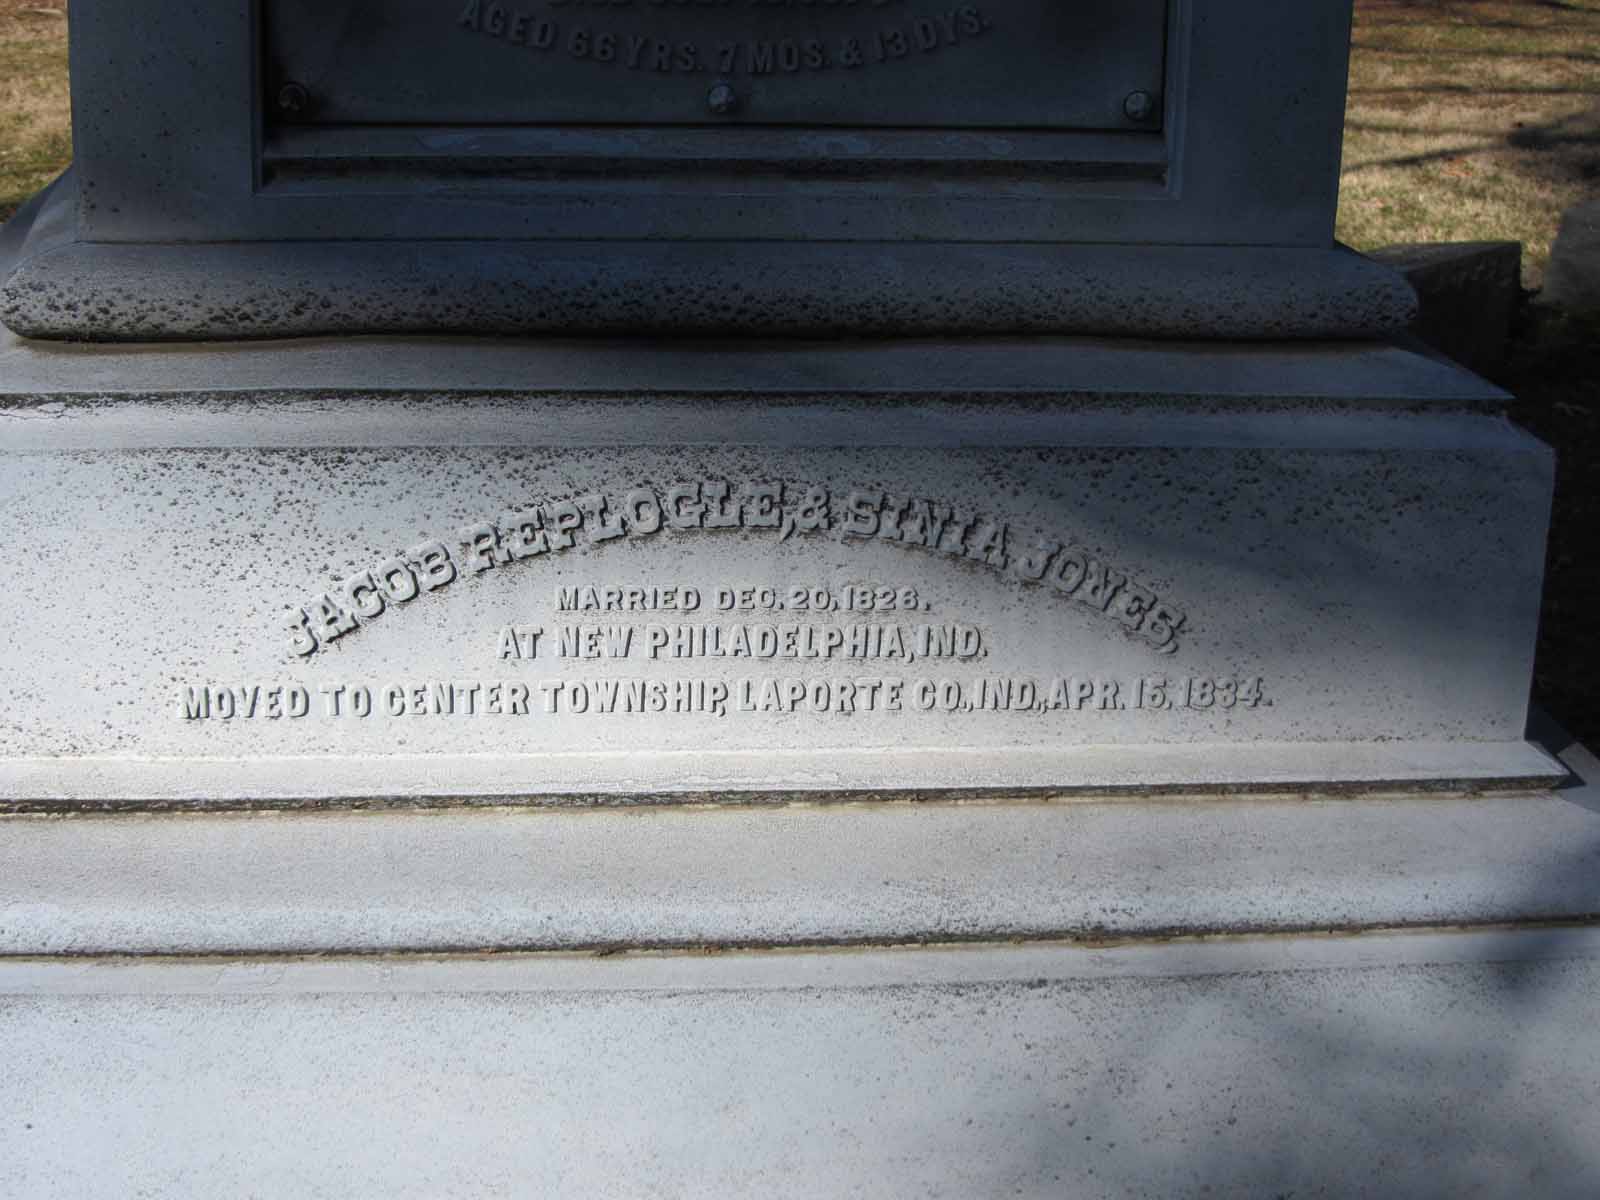 AGED 66 YRS. 7 MOS. & 13 DYS.
JACOB REPLOGLE, & SINIA JONES,
MARRIED DEC. 20, 1826.
AT NEW PHILADELPHIA, IND.
MOVED TO CENTER TOWNSHIP, LAPORTE CO., IND., APR. 15, 1834.